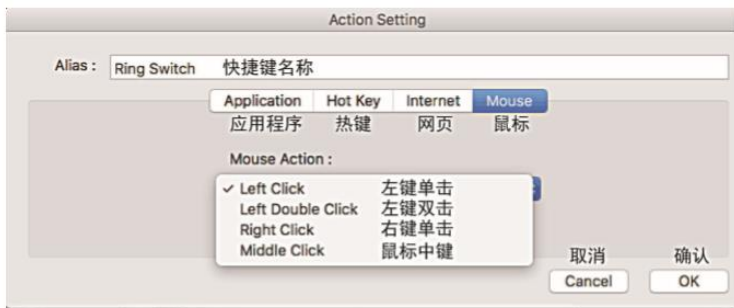 Action Setting
Alias : Ring Switch 快捷键名称
Application Hot Key Internet Mouse
应用程序 热键 网页 鼠标
Mouse Action :
✓ Left Click 左键单击
Left Double Click 左键双击
Right Click 右键单击
Middle Click 鼠标中键
取消 确认
Cancel OK